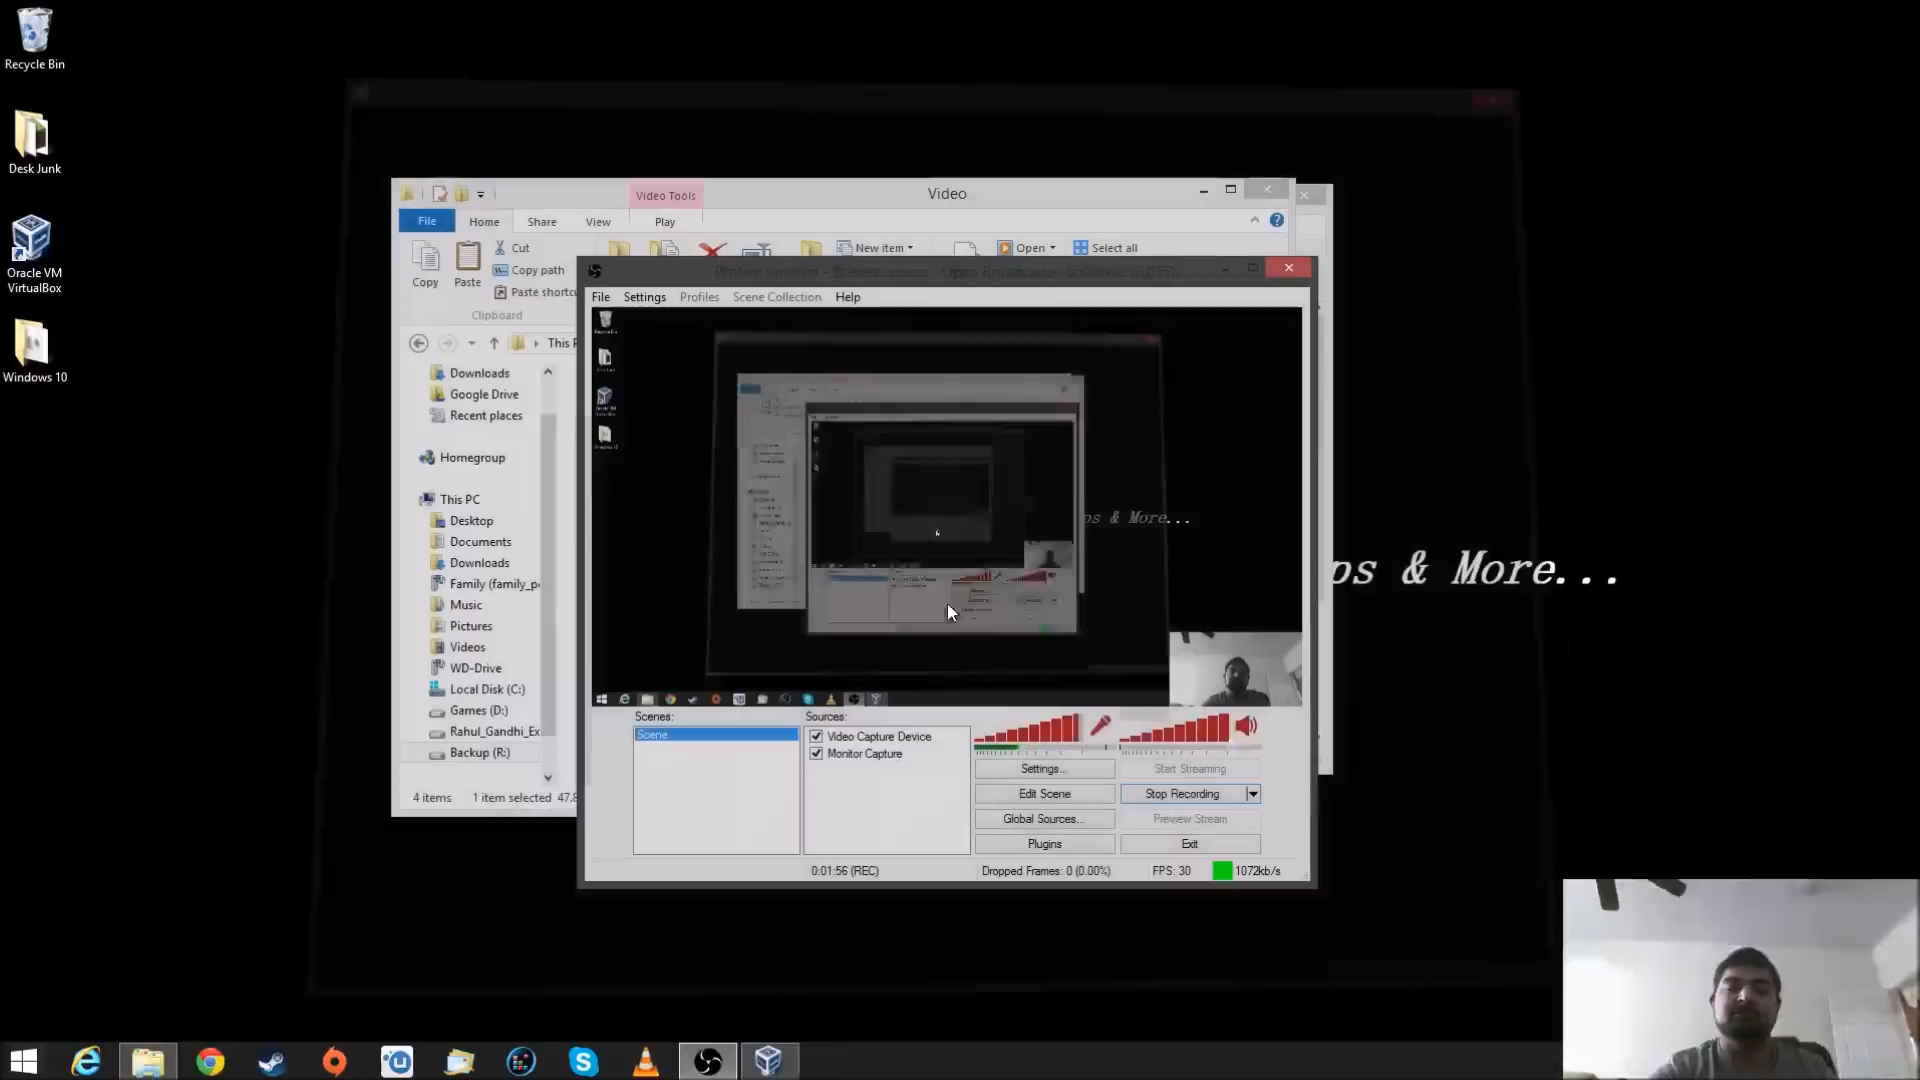 Recycle Bin
Desk Junk
Oracle VM
VirtualBox
Windows 10
Video Tools
Video
File
Home
Share
View
Play
Copy
Paste
Cut
Copy path
Paste shortcu
Clipboard
New item
Open
Select all
This P
Downloads
Google Drive
Recent places
Homegroup
This PC
Desktop
Documents
Downloads
Family (family_p
Music
Pictures
Videos
WD-Drive
Local Disk (C:)
Games (D:)
Rahul_Gandhi_Ex
Backup (R:)
4 items
1 item selected
47.8
File
Settings
Profiles
Scene Collection
Help
ps & More...
Scenes:
Scene
Sources:
Video Capture Device
Monitor Capture
Settings...
Start Streaming
Edit Scene
Stop Recording
Global Sources...
Preview Stream
Plugins
Exit
0:01:56 (REC)
Dropped Frames: 0 (0.00%)
FPS: 30
1072kb/s
ps & More...